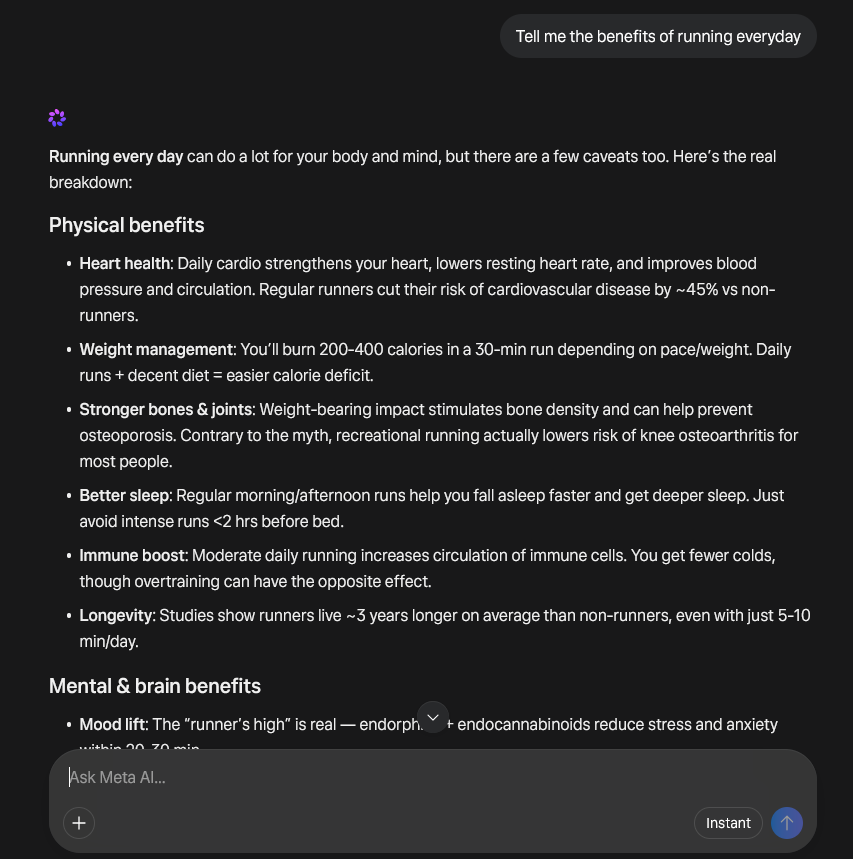 Tell me the benefits of running everyday
Running every day can do a lot for your body and mind, but there are a few caveats too. Here's the real
breakdown:
Physical benefits
• Heart health: Daily cardio strengthens your heart, lowers resting heart rate, and improves blood
pressure and circulation. Regular runners cut their risk of cardiovascular disease by ~45% vs non-
runners.
• Weight management: You'll burn 200-400 calories in a 30-min run depending on pace/weight. Daily
runs + decent diet = easier calorie deficit.
• Stronger bones & joints: Weight-bearing impact stimulates bone density and can help prevent
osteoporosis. Contrary to the myth, recreational running actually lowers risk of knee osteoarthritis for
most people.
• Better sleep: Regular morning/afternoon runs help you fall asleep faster and get deeper sleep. Just
avoid intense runs <2 hrs before bed.
• Immune boost: Moderate daily running increases circulation of immune cells. You get fewer colds,
though overtraining can have the opposite effect.
• Longevity: Studies show runners live ~3 years longer on average than non-runners, even with just 5-10
min/day.
Mental & brain benefits
• Mood lift: The “runner's high” is real — + endocannabinoids reduce stress and anxiety
within 20-30 min
Ask Meta AI...
Instant